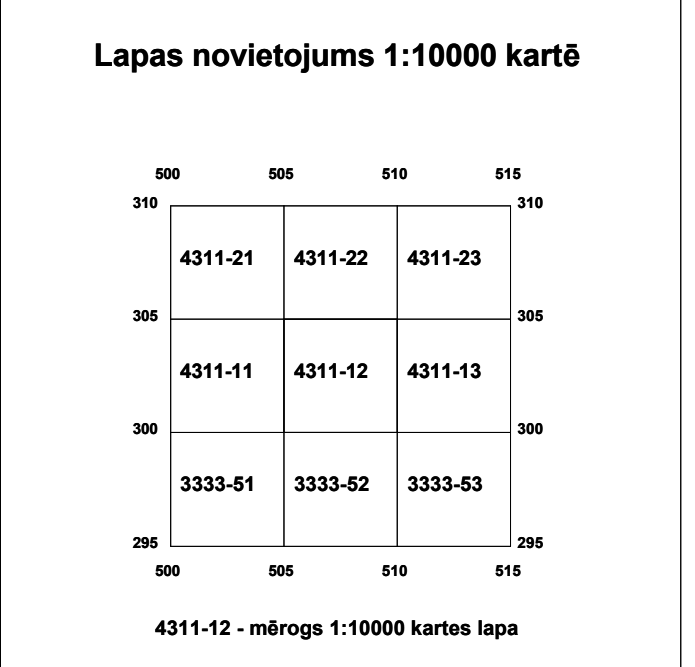 Lapas novietojums 1:10000 kartē
500 505 510 515
310 310
4311-21 4311-22 4311-23
305 305
4311-11 4311-12 4311-13
300 300
3333-51 3333-52 3333-53
295 295
500 505 510 515
4311-12 - mērogs 1:10000 kartes lapa